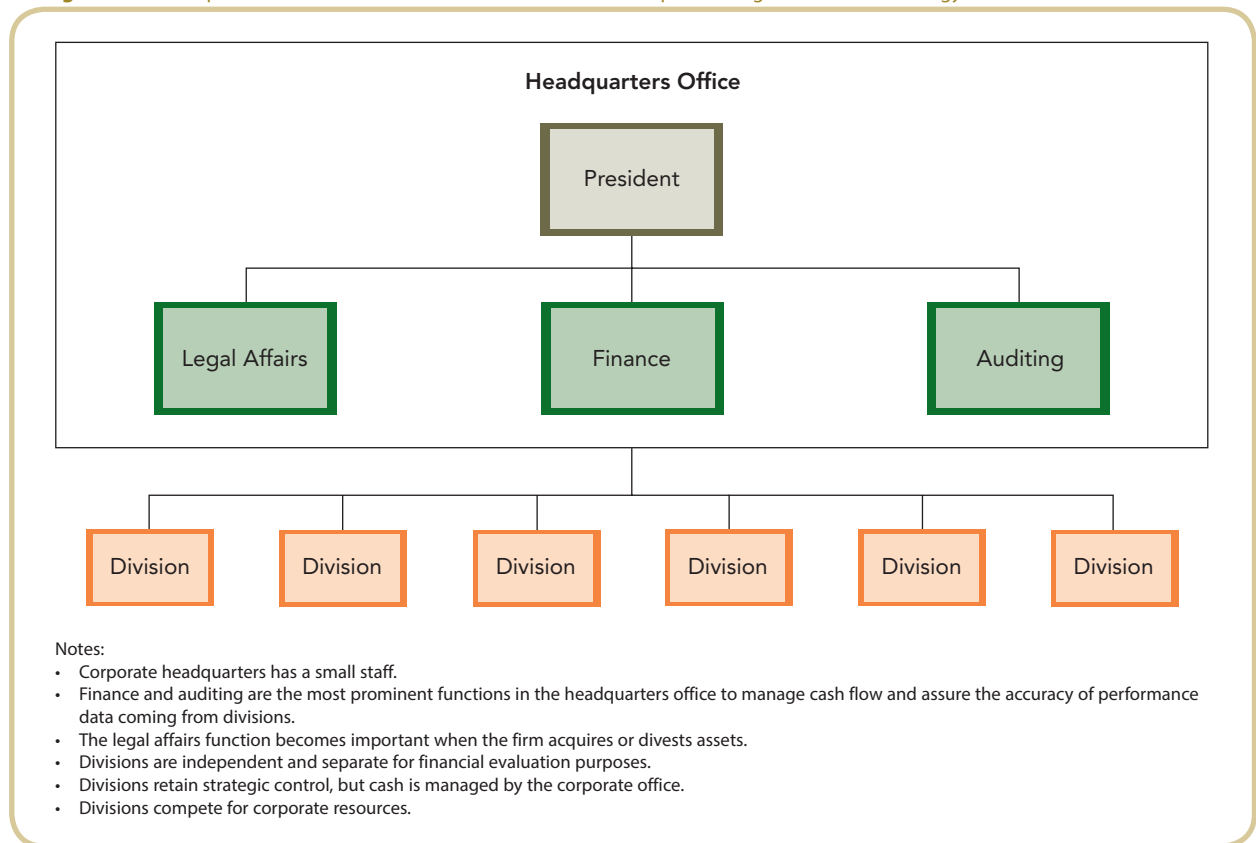 Headquarters Office
President
Legal Affairs Finance Auditing
Division Division Division Division Division Division
Notes:
• Corporate headquarters has a small staff.
• Finance and auditing are the most prominent functions in the headquarters office to manage cash flow and assure the accuracy of performance
data coming from divisions.
• The legal affairs function becomes important when the firm acquires or divests assets.
• Divisions are independent and separate for financial evaluation purposes.
• Divisions retain strategic control, but cash is managed by the corporate office.
• Divisions compete for corporate resources.